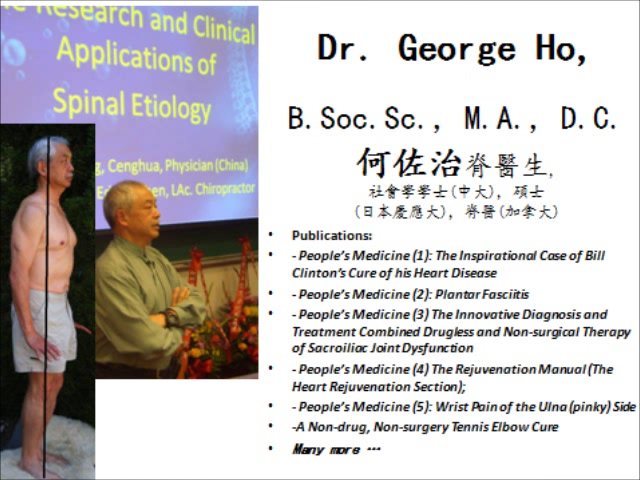 Research and Clinical
Applications of
Spinal Etiology
Cenghua, Physician (China)
LAc. Chiropractor
Dr. George Ho,
B.Soc.Sc., M.A., D.C.
何佐治脊醫生,
社會學學士(中大), 碩士
(日本慶應大), 脊醫(加拿大)
• Publications:
• - People's Medicine (1): The Inspirational Case of Bill
Clinton's Cure of his Heart Disease
• - People's Medicine (2): Plantar Fasciitis
• - People's Medicine (3) The Innovative Diagnosis and
Treatment Combined Drugless and Non-surgical Therapy
of Sacroiliac Joint Dysfunction
• - People's Medicine (4) The Rejuvenation Manual (The
Heart Rejuvenation Section);
• - People's Medicine (5): Wrist Pain of the Ulna (pinky) Side
• -A Non-drug, Non-surgery Tennis Elbow Cure
• Many more …